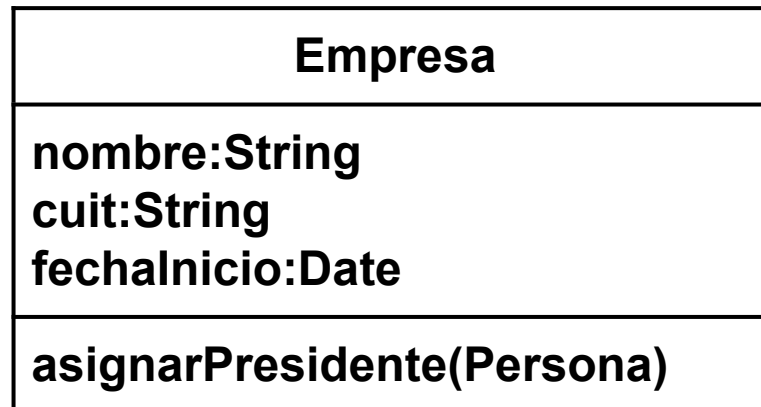 Empresa
nombre:String
cuit:String
fechaInicio:Date
asignarPresidente(Persona)